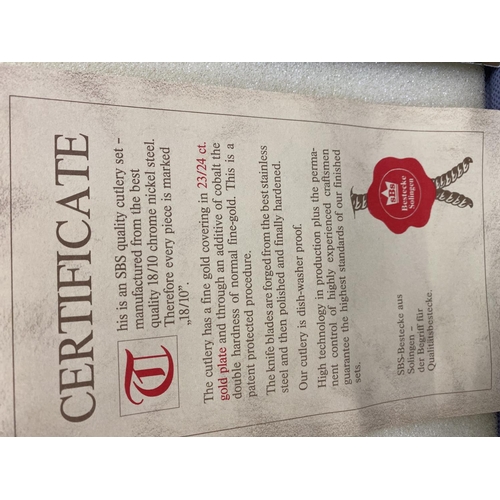 CERTIFICATE
This is an SBS quality cutlery set –
manufactured from the best
quality 18/10 chrome nickel steel.
Therefore every piece is marked
„18/10".
The cutlery has a fine gold covering in 23/24 ct.
gold plate and through an additive of cobalt the
double hardness of normal fine-gold. This is a
patent protected procedure.
The knife blades are forged from the best stainless
steel and then polished and finally hardened.
Our cutlery is dish-washer proof.
High technology in production plus the perma-
nent control of highly experienced craftsmen
guarantee the highest standards of our finished
sets.
SBS
Bestecke
Solingen
SBS-Bestecke aus
Solingen –
der Begriff für
Qualitätsbestecke.